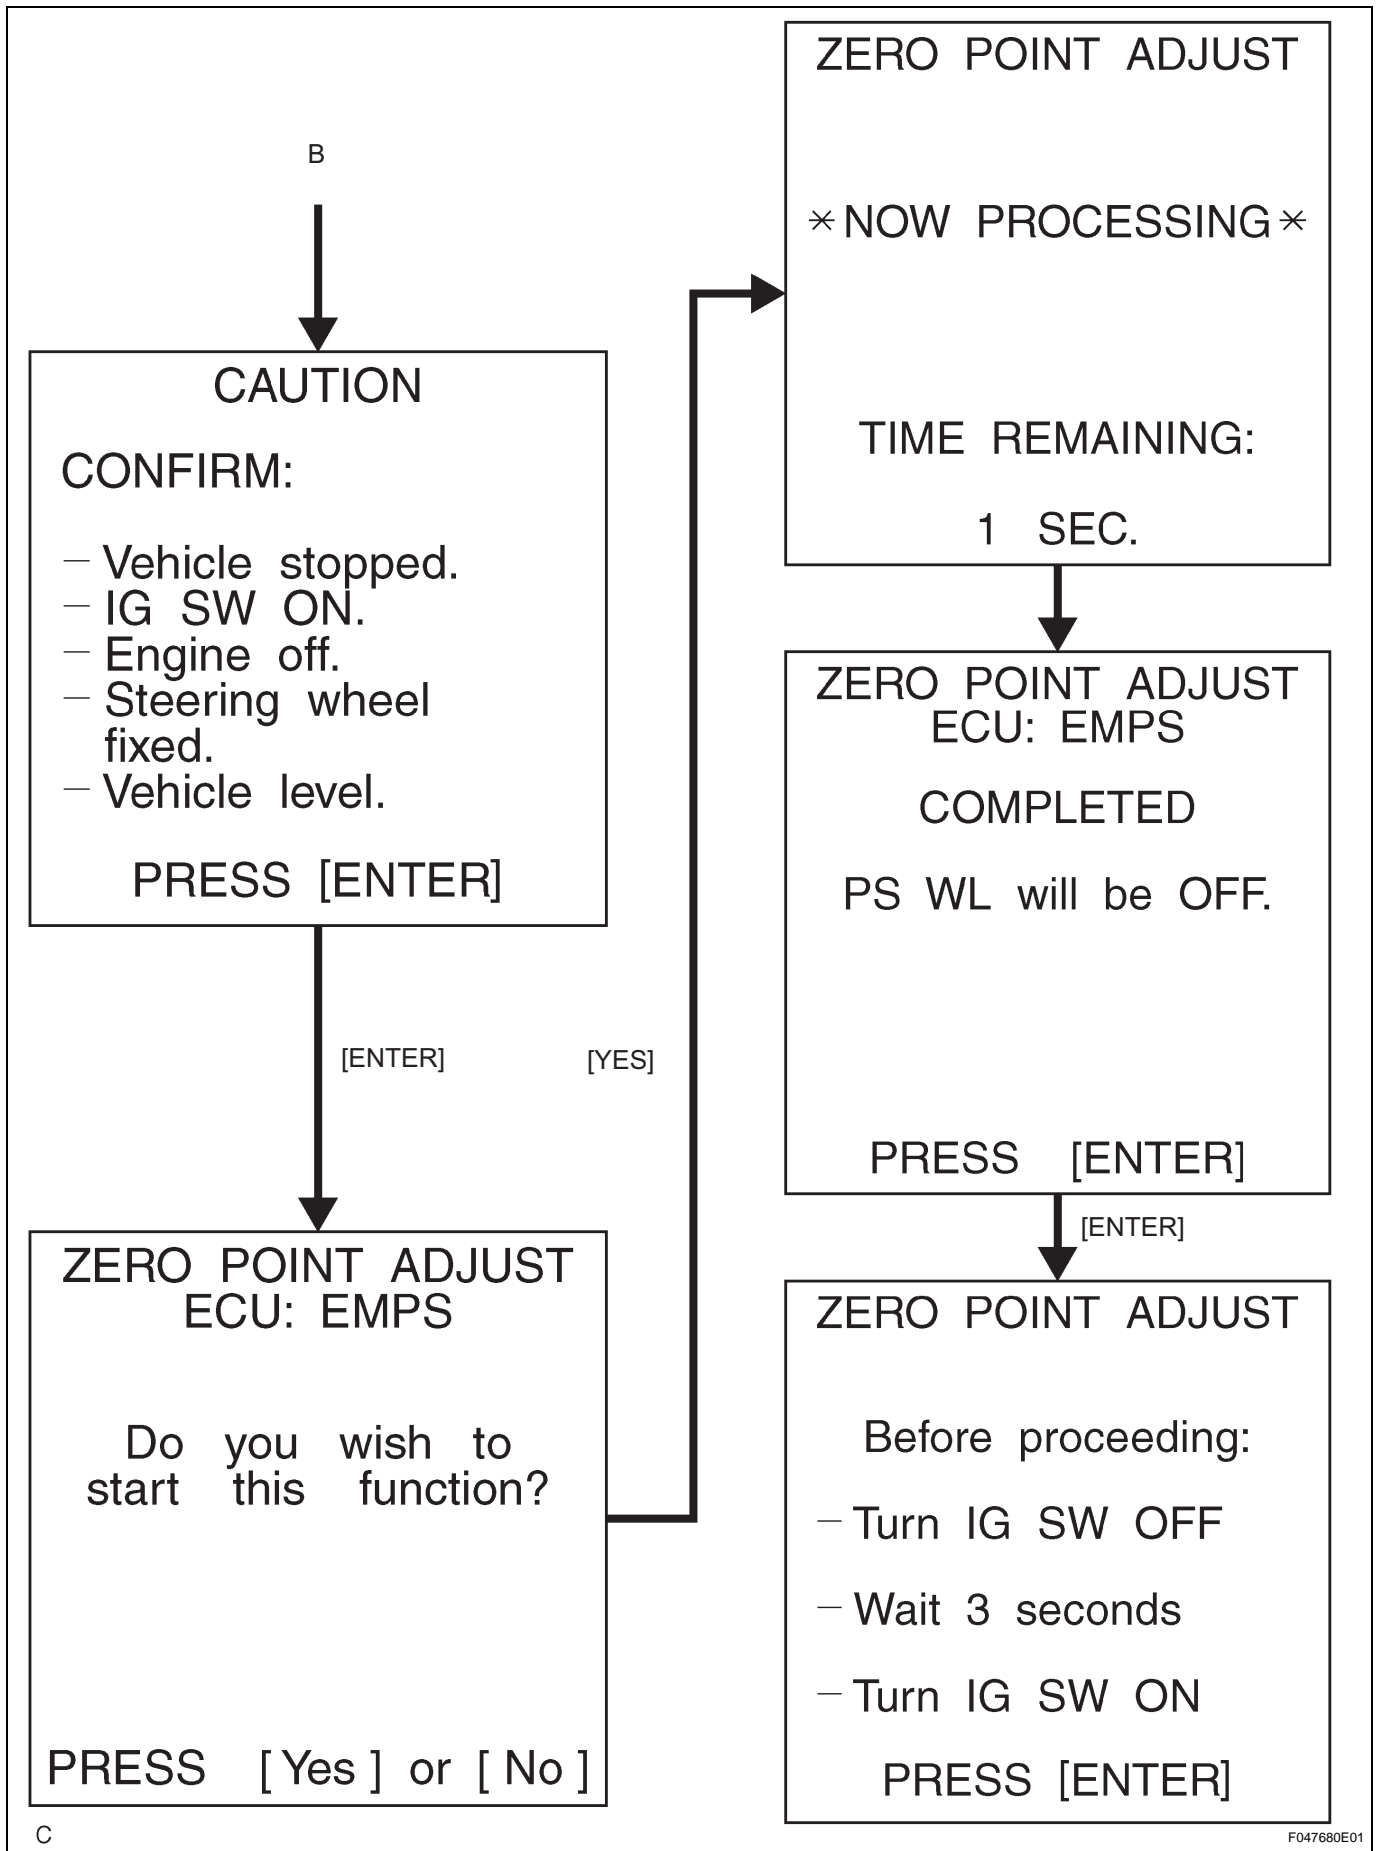 B
CAUTION
CONFIRM:
- Vehicle stopped.
- IG SW ON.
- Engine off.
- Steering wheel
fixed.
- Vehicle level.
PRESS [ENTER]
[ENTER]
ZERO POINT ADJUST
ECU: EMPS
Do you wish to
start this function?
PRESS [ Yes ] or [ No ]
[YES]
ZERO POINT ADJUST
*NOW PROCESSING*
TIME REMAINING:
1 SEC.
ZERO POINT ADJUST
ECU: EMPS
COMPLETED
PS WL will be OFF.
PRESS [ENTER]
[ENTER]
ZERO POINT ADJUST
Before proceeding:
- Turn IG SW OFF
- Wait 3 seconds
- Turn IG SW ON
PRESS [ENTER]
C
F047680E01